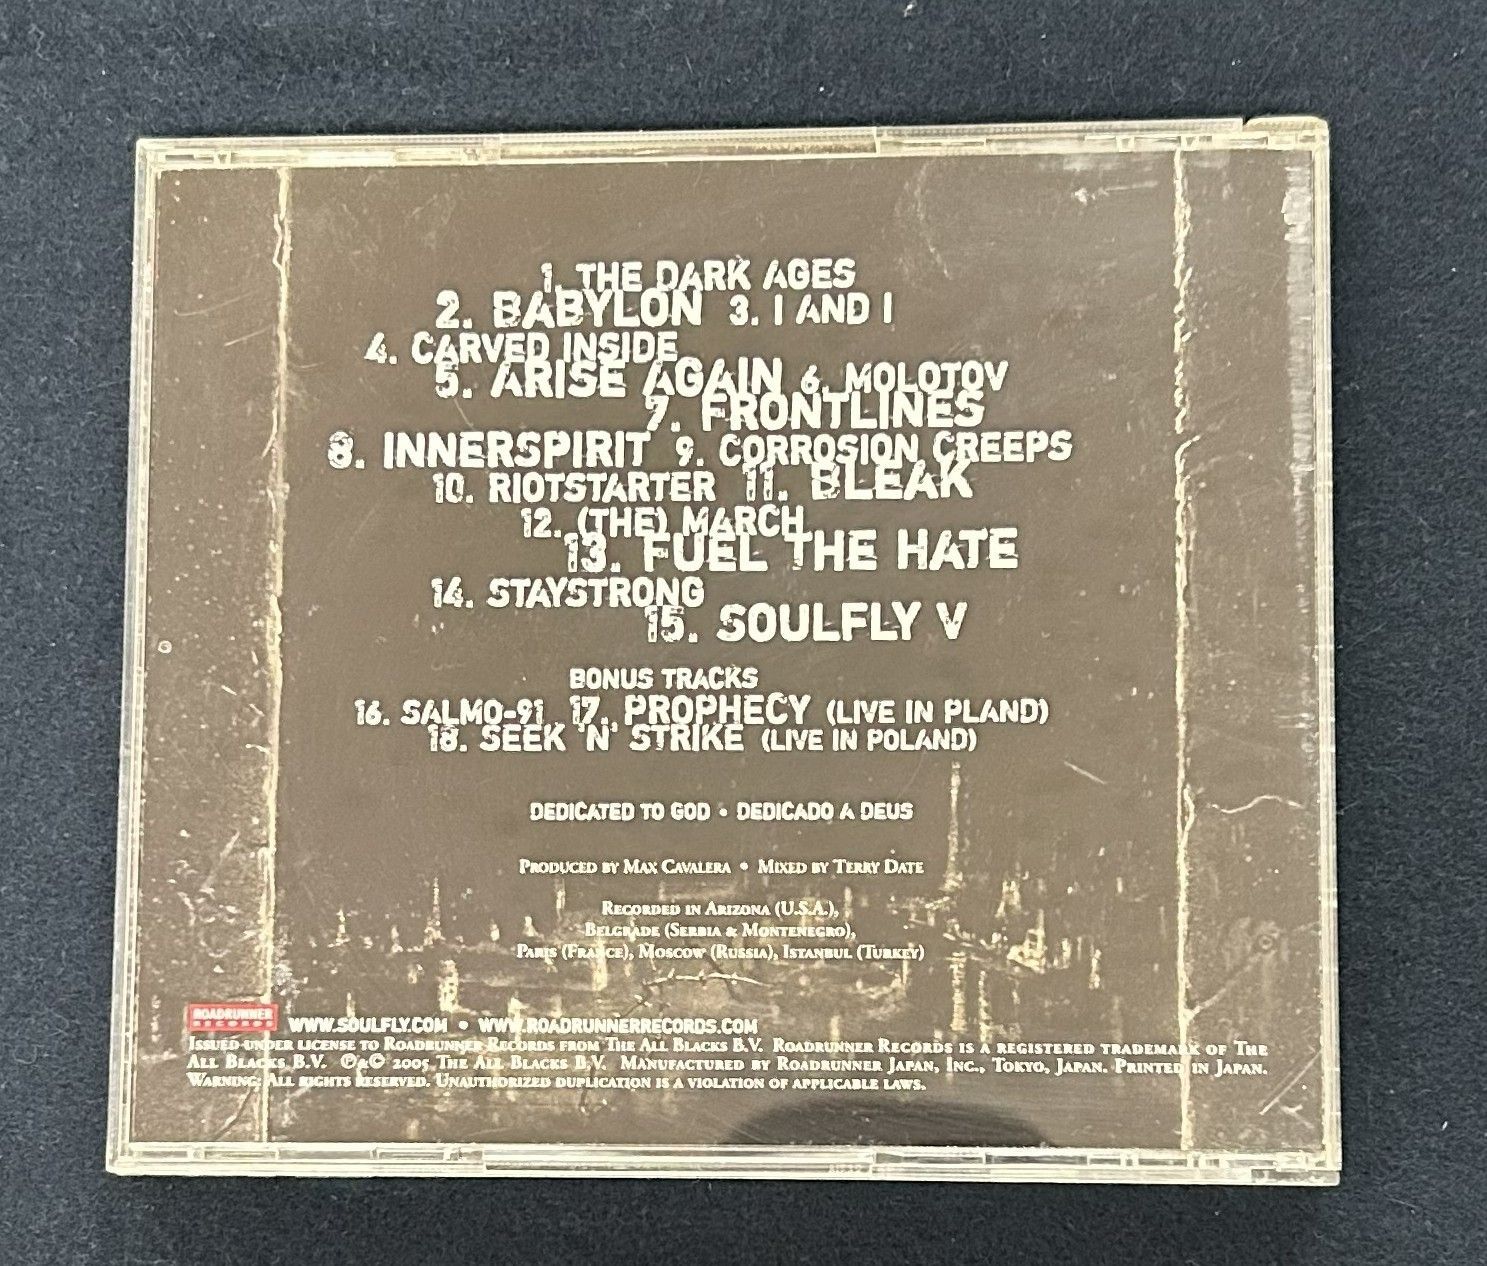 1. THE DARK AGES
2. BABYLON 3. I AND I
4. CARVED INSIDE
5. ARISE AGAIN 6. MOLOTOV
7. FRONTLINES
8. INNERSPIRIT 9. CORROSION CREEPS
10. RIOTSTARTER 11. BLEAK
12. (THE) MARCH
13. FUEL THE HATE
14. STAYSTRONG
15. SOULFLY V
BONUS TRACKS
16. SALMO-91 17. PROPHECY (LIVE IN PLAND)
18. SEEK 'N' STRIKE (LIVE IN POLAND)
DEDICATED TO GOD • DEDICADO A DEUS
PRODUCED BY MAX CAVALERA • MIXED BY TERRY DATE
RECORDED IN ARIZONA (U.S.A.),
BELGRADE (SERBIA & MONTENEGRO),
PARIS (FRANCE), MOSCOW (RUSSIA), ISTANBUL (TURKEY)
ROADRUNNER RECORDS WWW.SOULFLY.COM • WWW.ROADRUNNERRECORDS.COM
ISSUED UNDER LICENSE TO ROADRUNNER RECORDS FROM THE ALL BLACKS B.V. ROADRUNNER RECORDS IS A REGISTERED TRADEMARK OF THE
ALL BLACKS B.V. ℗&© 2005 THE ALL BLACKS B.V. MANUFACTURED BY ROADRUNNER JAPAN, INC., TOKYO, JAPAN. PRINTED IN JAPAN.
WARNING: ALL RIGHTS RESERVED. UNAUTHORIZED DUPLICATION IS A VIOLATION OF APPLICABLE LAWS.